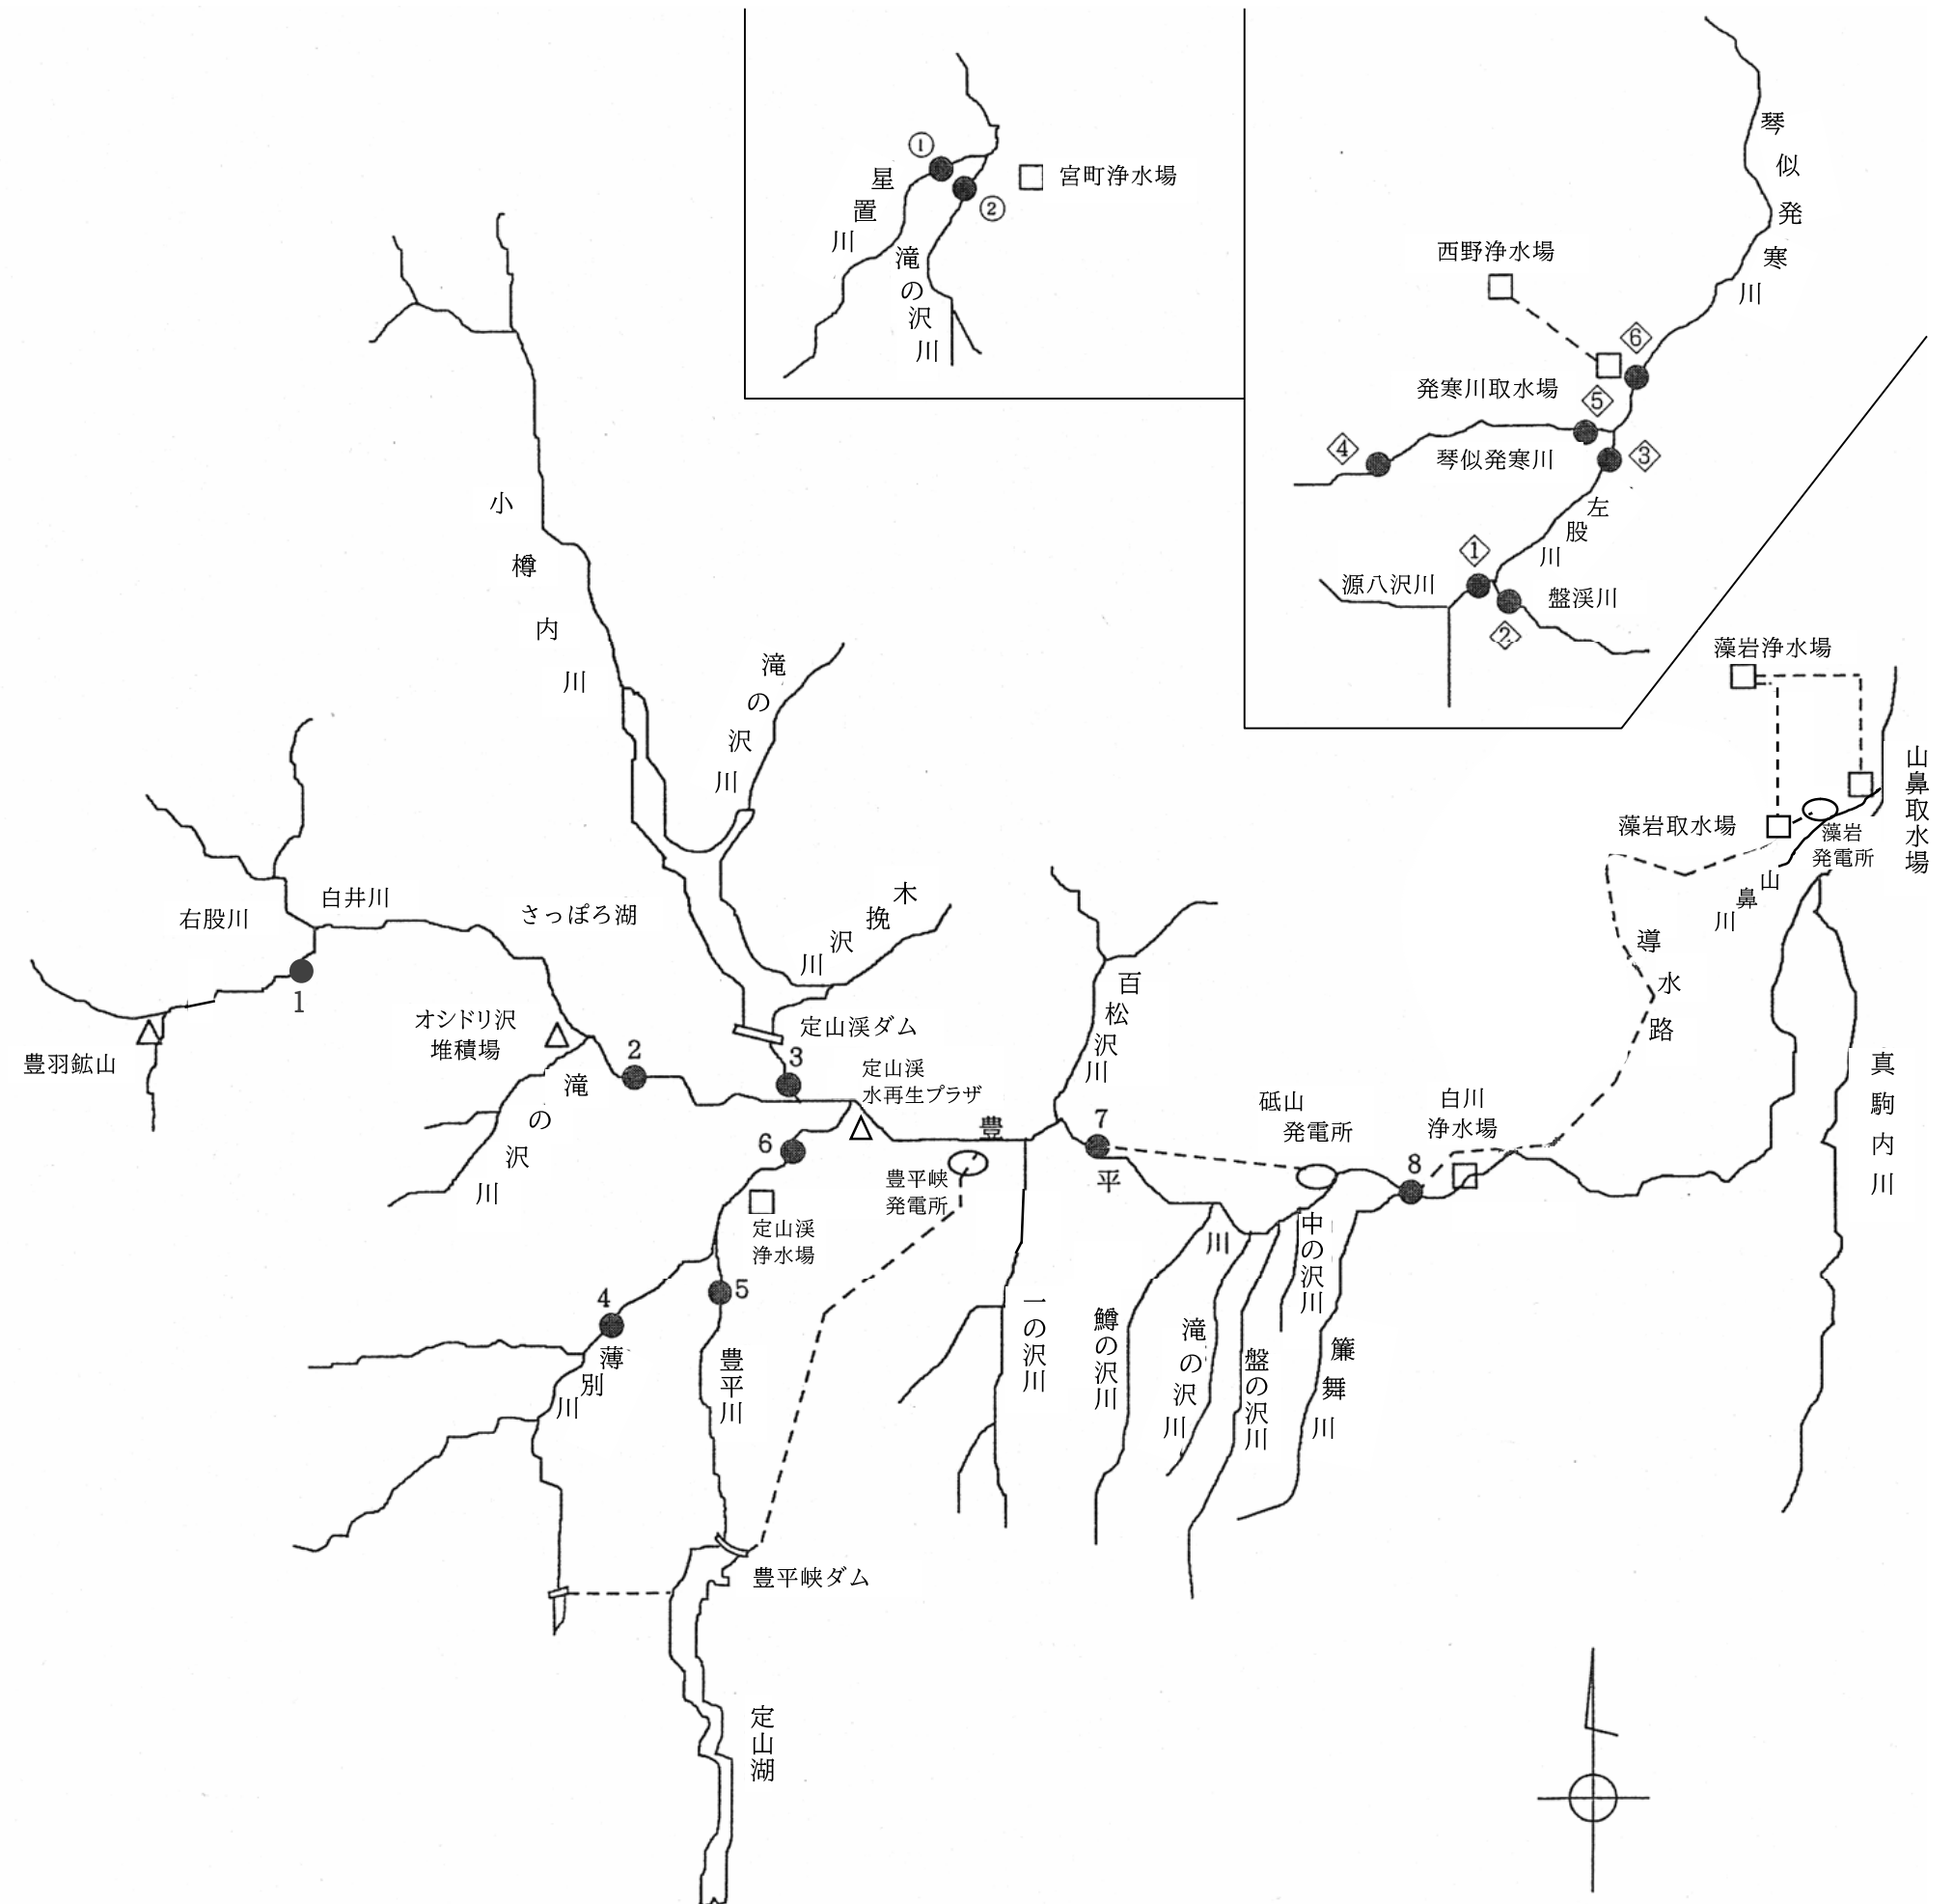 ①
②
星置川
滝の沢川
宮町浄水場
琴似発寒川
西野浄水場
⑥
発寒川取水場
⑤
④
琴似発寒川
③
左股川
①
源八沢川
②
盤渓川
藻岩浄水場
山鼻取水場
藻岩取水場
藻岩
発電所
山鼻川
導水路
真駒内川
小樽内川
滝の沢川
木挽沢川
右股川
白井川
さっぽろ湖
1
豊羽鉱山
オシドリ沢
堆積場
2
滝の沢川
定山渓ダム
3
定山渓
水再生プラザ
百松沢川
7
豊平川
砥山
発電所
白川
浄水場
8
6
定山渓
浄水場
豊平峡
発電所
5
4
薄別川
豊平川
一の沢川
鱒の沢川
滝の沢川
盤の沢川
中の沢川
簾舞川
豊平峡ダム
定山湖